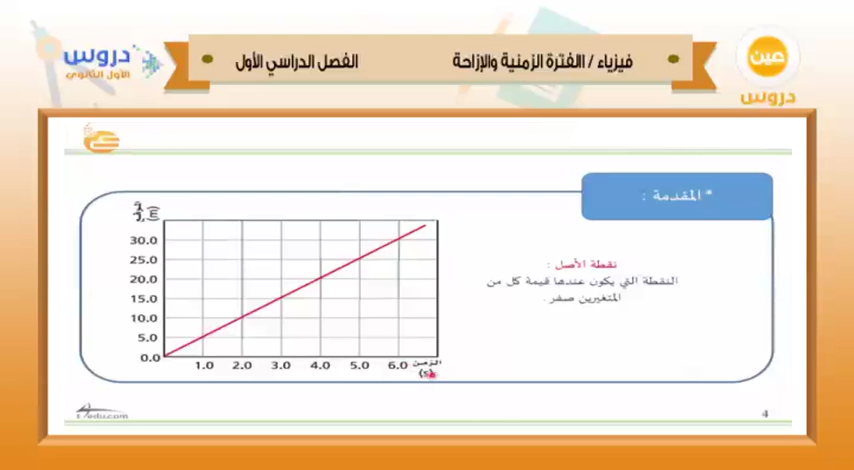 دروس
الأول الثانوي
فيزياء / الفترة الزمنية والإزاحة
الفصل الدراسي الأول
عين
دروس
* المقدمة :
نقطة الأصل :
النقطة التي يكون عندها قيمة كل من
المتغيرين صفر .
(m)
30.0
25.0
20.0
15.0
10.0
5.0
0.0
1.0 2.0 3.0 4.0 5.0 6.0 الزمن
(s)
4